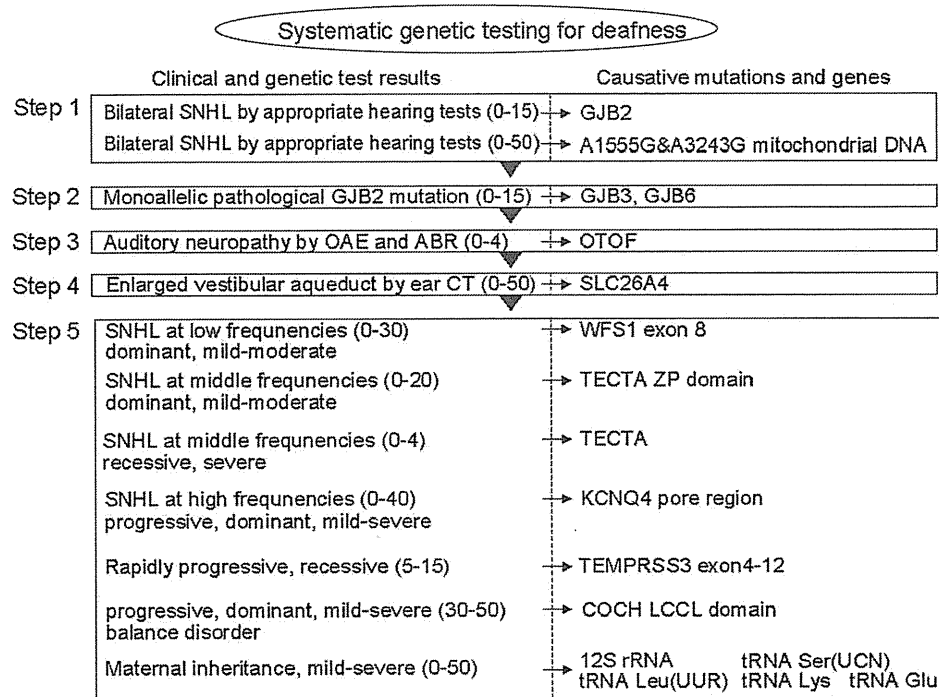 Systematic genetic testing for deafness
Clinical and genetic test results
Causative mutations and genes
Step 1
Bilateral SNHL by appropriate hearing tests (0-15)
GJB2
Bilateral SNHL by appropriate hearing tests (0-50)
A1555G&A3243G mitochondrial DNA
Step 2
Monoallelic pathological GJB2 mutation (0-15)
GJB3, GJB6
Step 3
Auditory neuropathy by OAE and ABR (0-4)
OTOF
Step 4
Enlarged vestibular aqueduct by ear CT (0-50)
SLC26A4
Step 5
SNHL at low frequnencies (0-30)
dominant, mild-moderate
WFS1 exon 8
SNHL at middle frequnencies (0-20)
dominant, mild-moderate
TECTA ZP domain
SNHL at middle frequnencies (0-4)
recessive, severe
TECTA
SNHL at high frequnencies (0-40)
progressive, dominant, mild-severe
KCNQ4 pore region
Rapidly progressive, recessive (5-15)
TEMPRSS3 exon4-12
progressive, dominant, mild-severe (30-50)
balance disorder
COCH LCCL domain
Maternal inheritance, mild-severe (0-50)
12S rRNA tRNA Ser(UCN)
tRNA Leu(UUR) tRNA Lys tRNA Glu